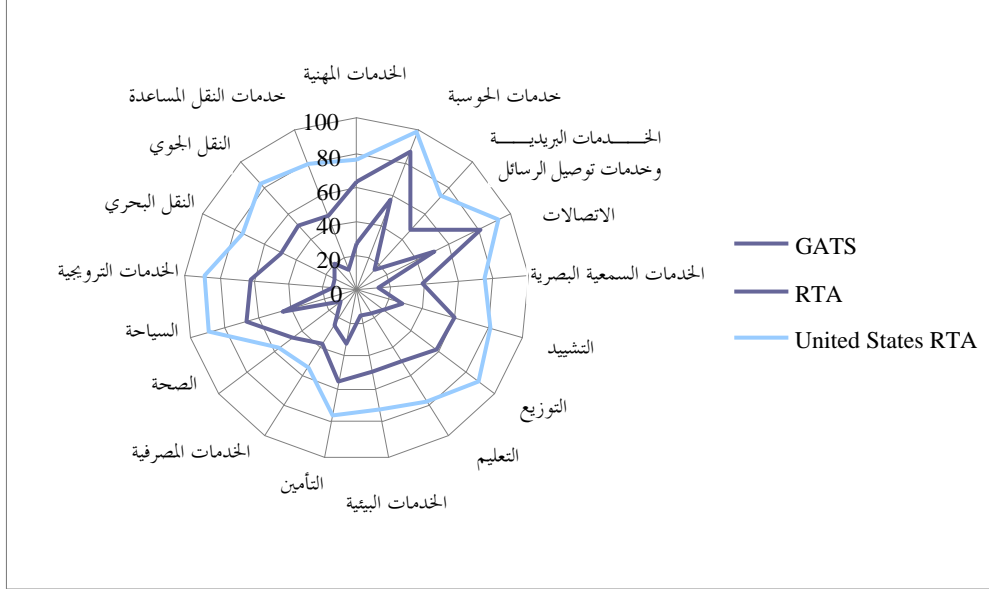 الخدمات المهنية
خدمات الحوسبة
الخـــــدمات البريديـــــــة
وخدمات توصيل الرسائل
الاتصالات
الخدمات السمعية البصرية
التشييد
التوزيع
التعليم
الخدمات البيئية
التأمين
الخدمات المصرفية
الصحة
السياحة
الخدمات الترويجية
النقل البحري
النقل الجوي
خدمات النقل المساعدة
100
80
60
40
20
0
GATS
RTA
United States RTA